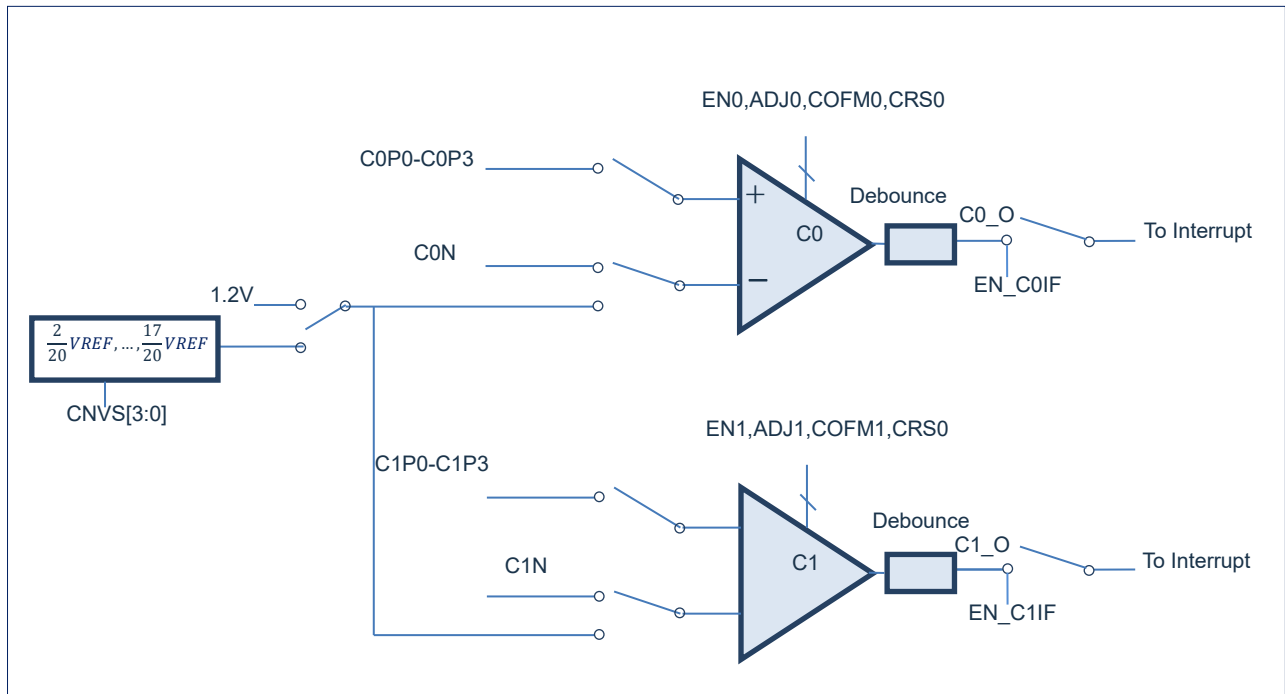 EN0,ADJ0,COFM0,CRS0
C0P0-C0P3
+
Debounce
C0_O
C0
To Interrupt
C0N
−
EN_C0IF
1.2V
2/20 VREF,...,17/20 VREF
CNVS[3:0]
EN1,ADJ1,COFM1,CRS0
C1P0-C1P3
Debounce
C1_O
C1
To Interrupt
C1N
EN_C1IF